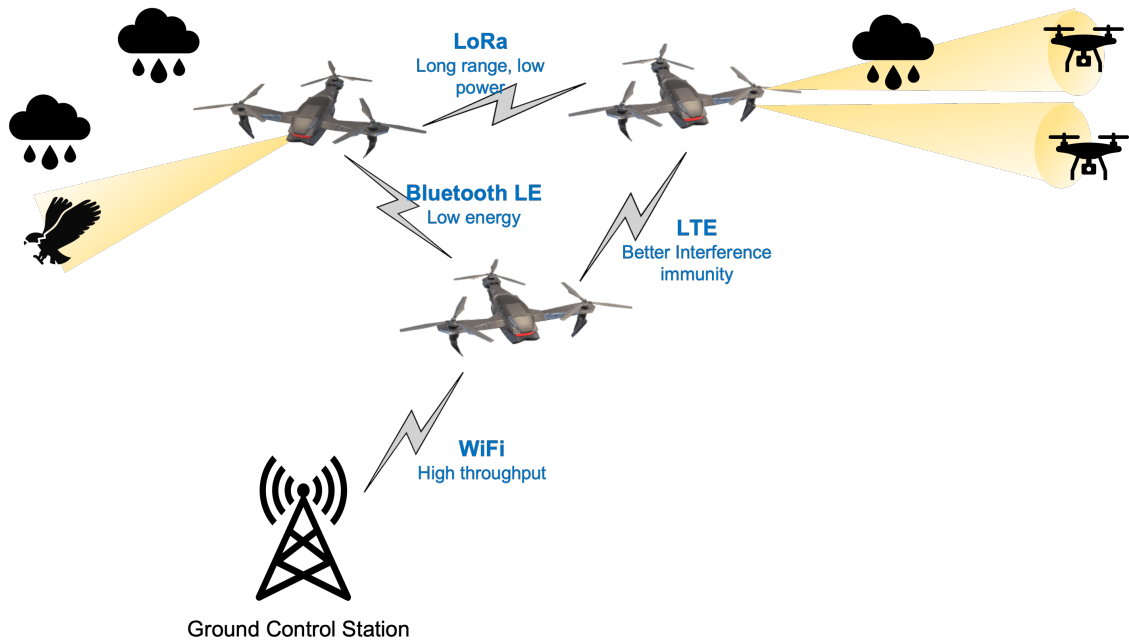 LoRa
Long range, low
power
Bluetooth LE
Low energy
LTE
Better Interference
immunity
WiFi
High throughput
Ground Control Station